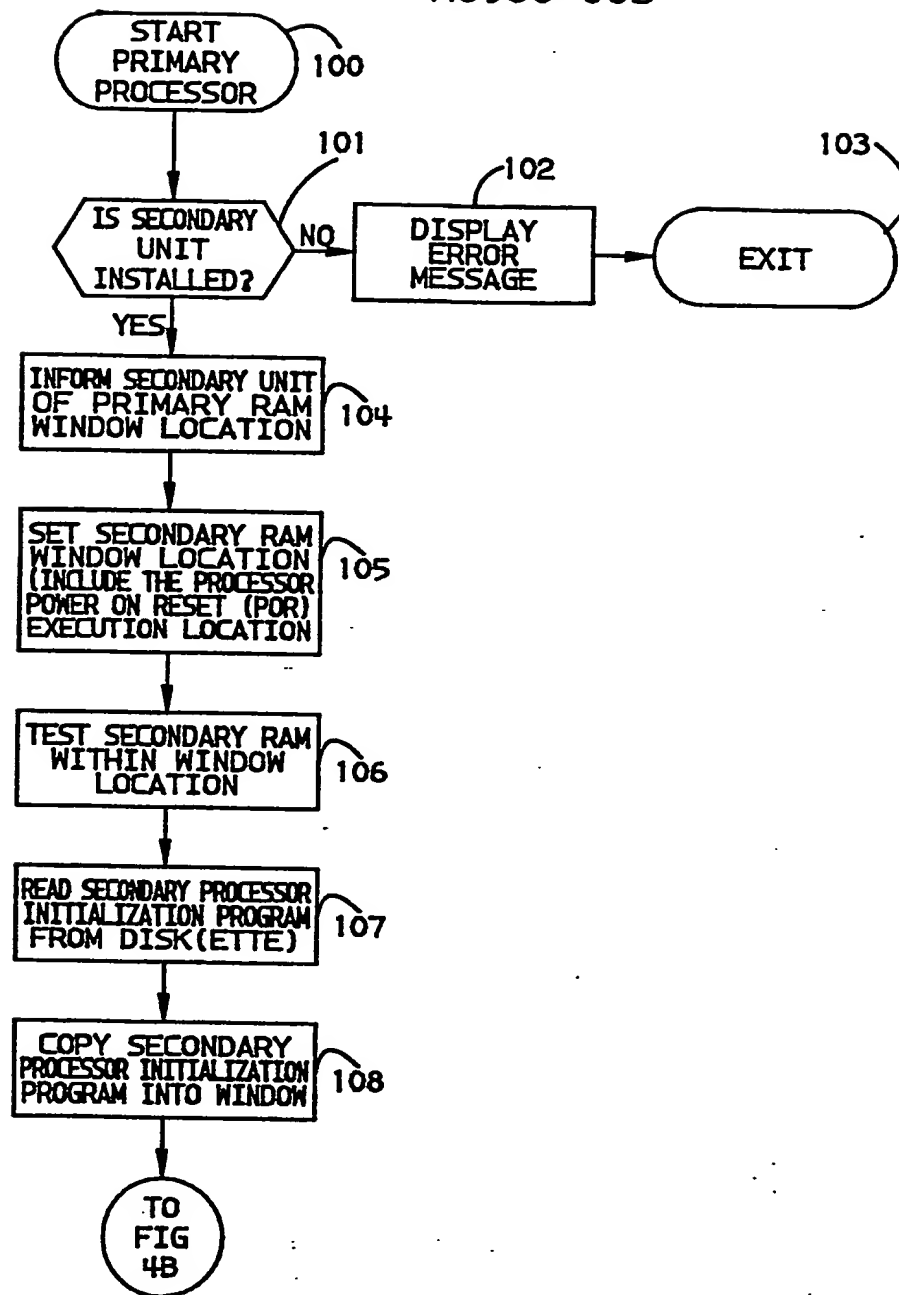 START
PRIMARY
PROCESSOR
100
101
IS SECONDARY
UNIT
INSTALLED?
NO
102
DISPLAY
ERROR
MESSAGE
103
EXIT
YES
INFORM SECONDARY UNIT
OF PRIMARY RAM
WINDOW LOCATION
104
SET SECONDARY RAM
WINDOW LOCATION
(INCLUDE THE PROCESSOR
POWER ON RESET (POR)
EXECUTION LOCATION
105
TEST SECONDARY RAM
WITHIN WINDOW
LOCATION
106
READ SECONDARY PROCESSOR
INITIALIZATION PROGRAM
FROM DISK(ETTE)
107
COPY SECONDARY
PROCESSOR INITIALIZATION
PROGRAM INTO WINDOW
108
TO
FIG
4B